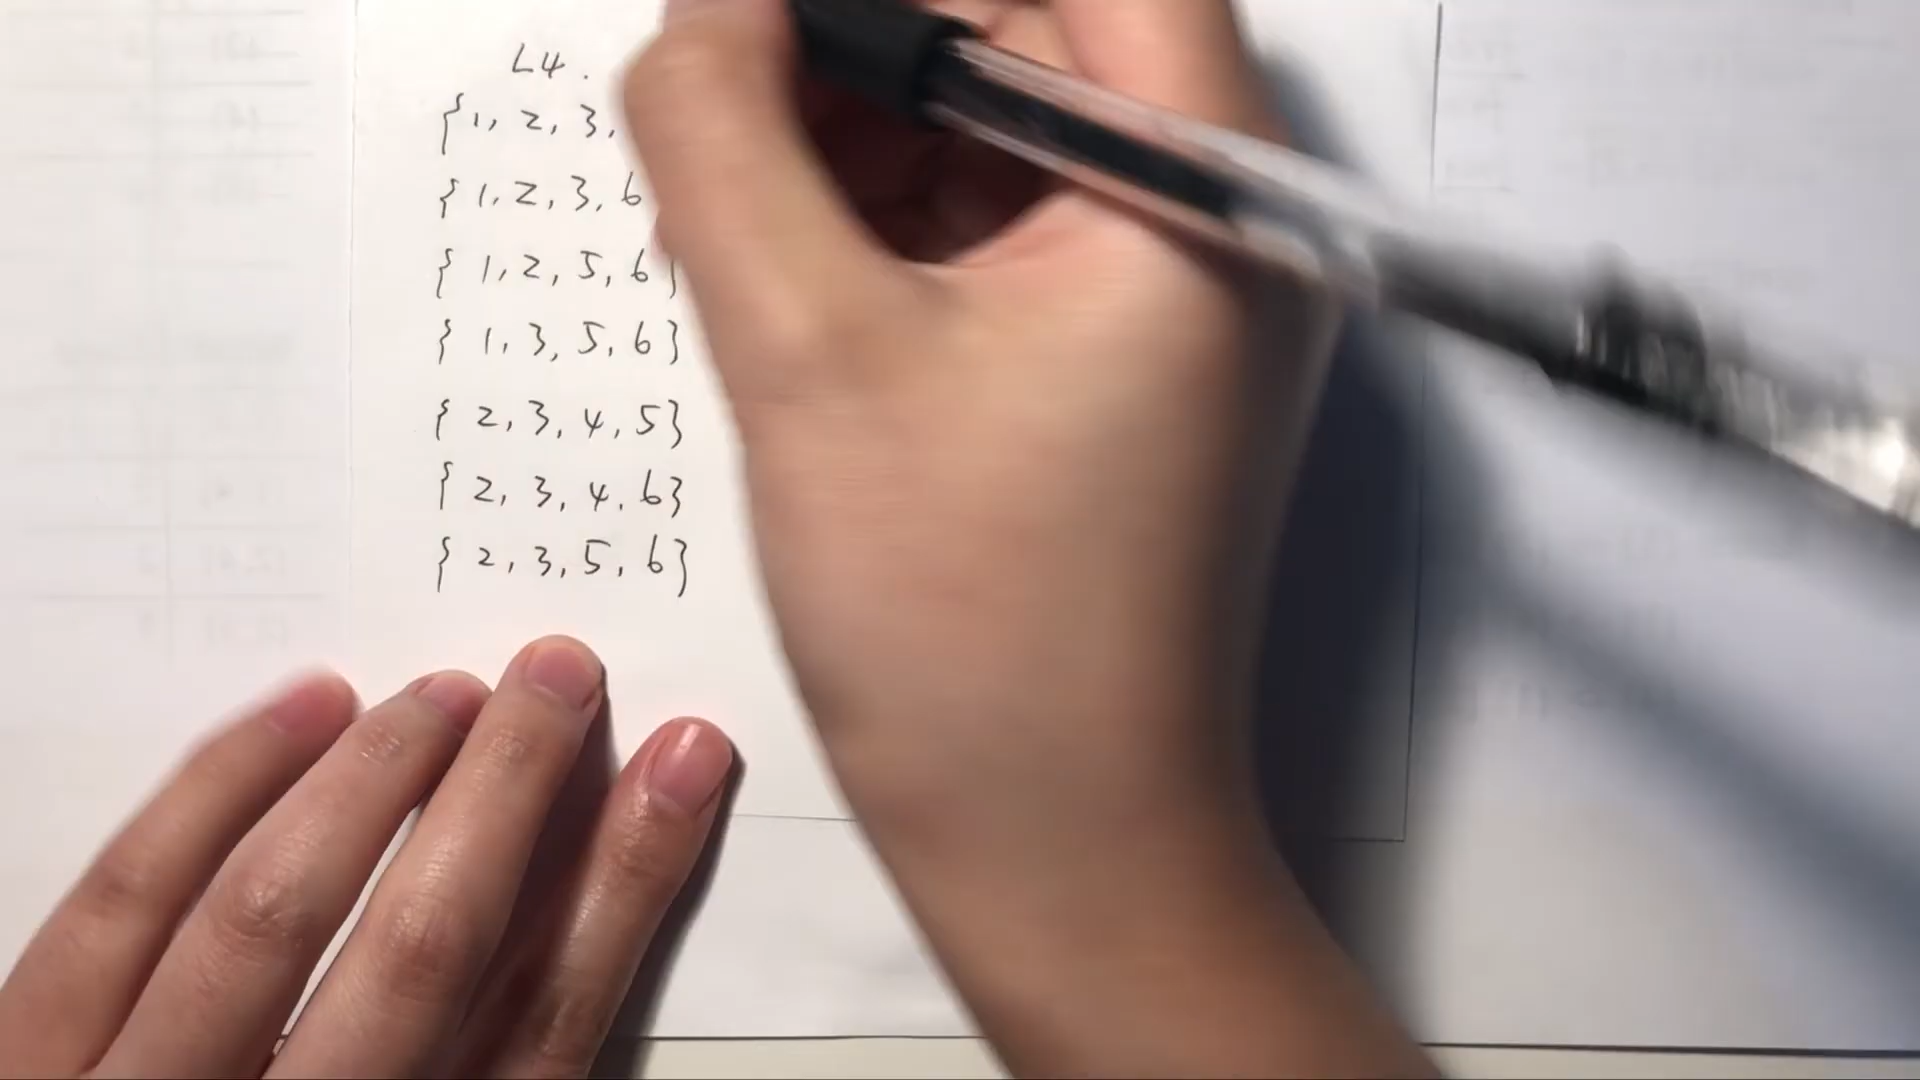 L4.
{1, 2, 3,
{1, 2, 3, 6
{1, 2, 5, 6}
{1, 3, 5, 6}
{2, 3, 4, 5}
{2, 3, 4, 6}
{2, 3, 5, 6}